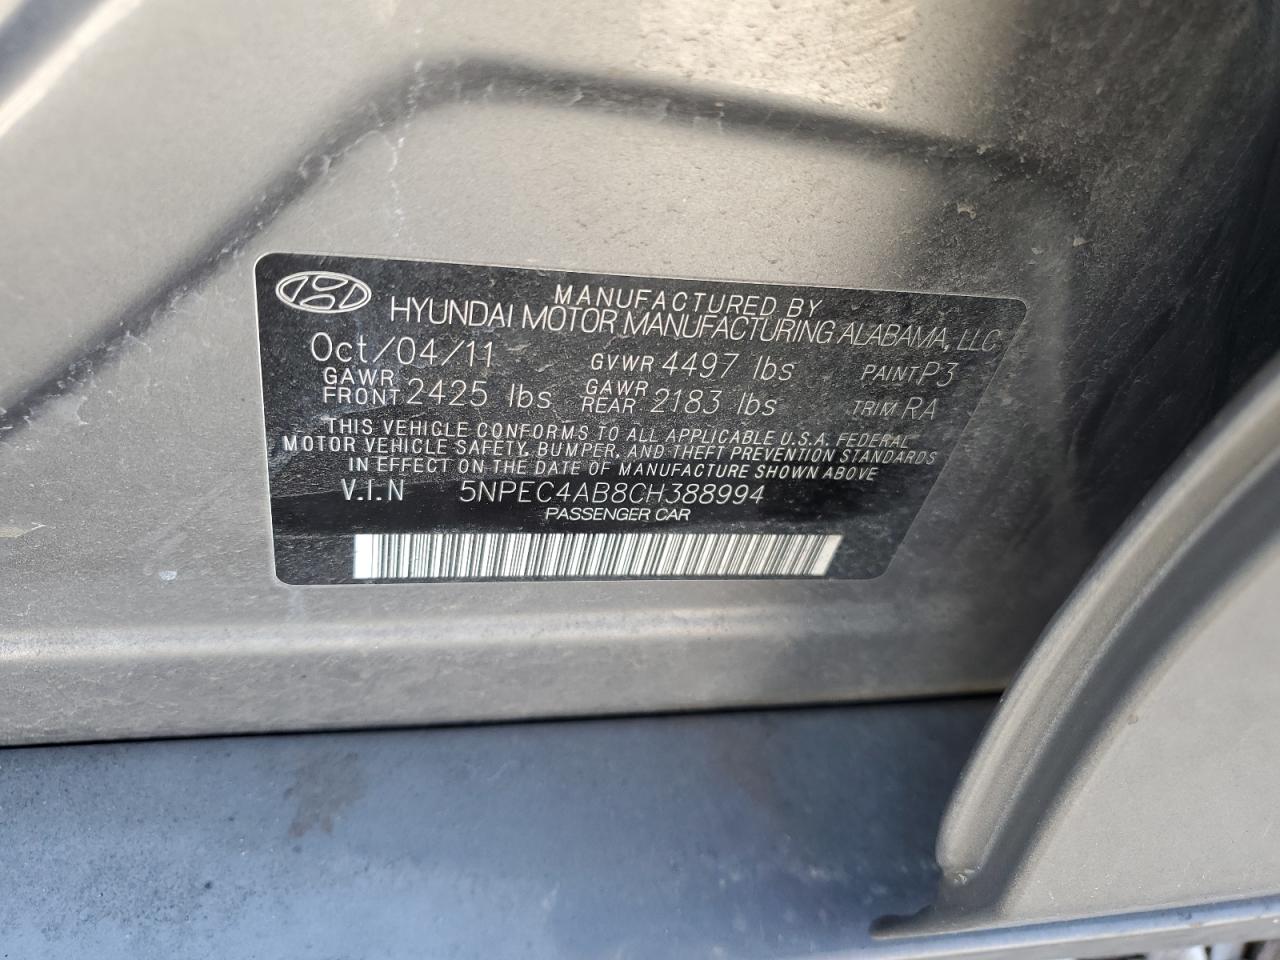 MANUFACTURED BY
HYUNDAI MOTOR MANUFACTURING ALABAMA, LLC
Oct/04/11 GVWR 4497 lbs PAINT P3
GAWR FRONT 2425 lbs GAWR REAR 2183 lbs TRIM RA
THIS VEHICLE CONFORMS TO ALL APPLICABLE U.S.A. FEDERAL
MOTOR VEHICLE SAFETY, BUMPER, AND THEFT PREVENTION STANDARDS
IN EFFECT ON THE DATE OF MANUFACTURE SHOWN ABOVE
V.I.N 5NPEC4AB8CH388994
PASSENGER CAR